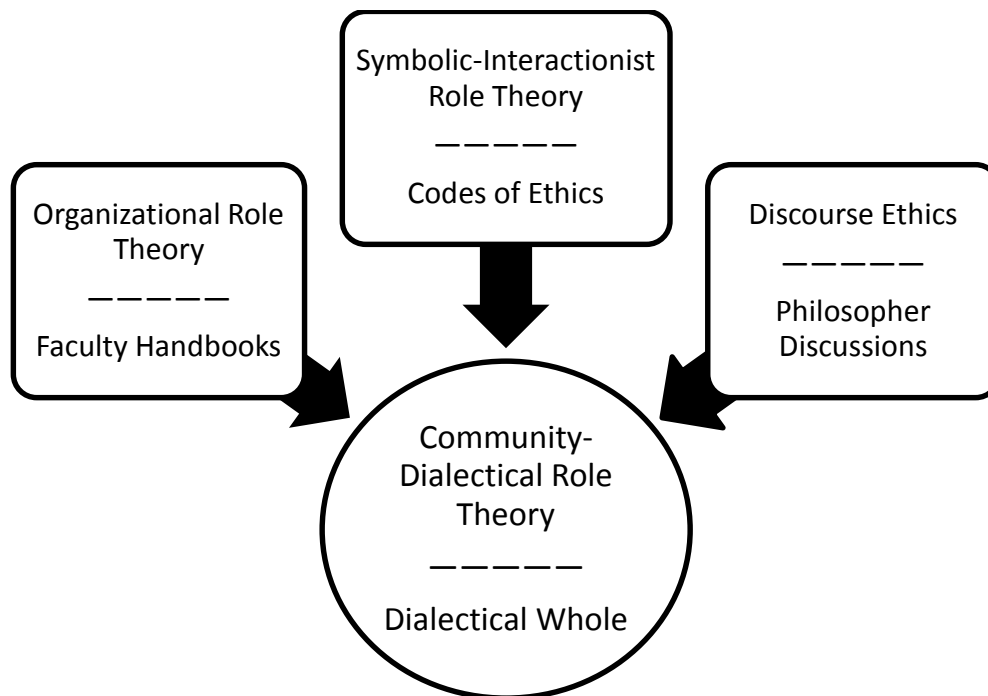 Symbolic-Interactionist
Role Theory
—————
Codes of Ethics
Organizational Role
Theory
—————
Faculty Handbooks
Discourse Ethics
—————
Philosopher
Discussions
Community-
Dialectical Role
Theory
—————
Dialectical Whole